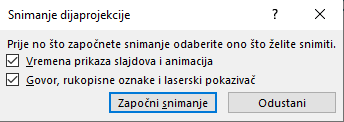 Snimanje dijaprojekcije
Prije no što započnete snimanje odaberite ono što želite snimiti.
Vremena prikaza slajdova i animacija
Govor, rukopisne oznake i laserski pokazivač
Započni snimanje
Odustani